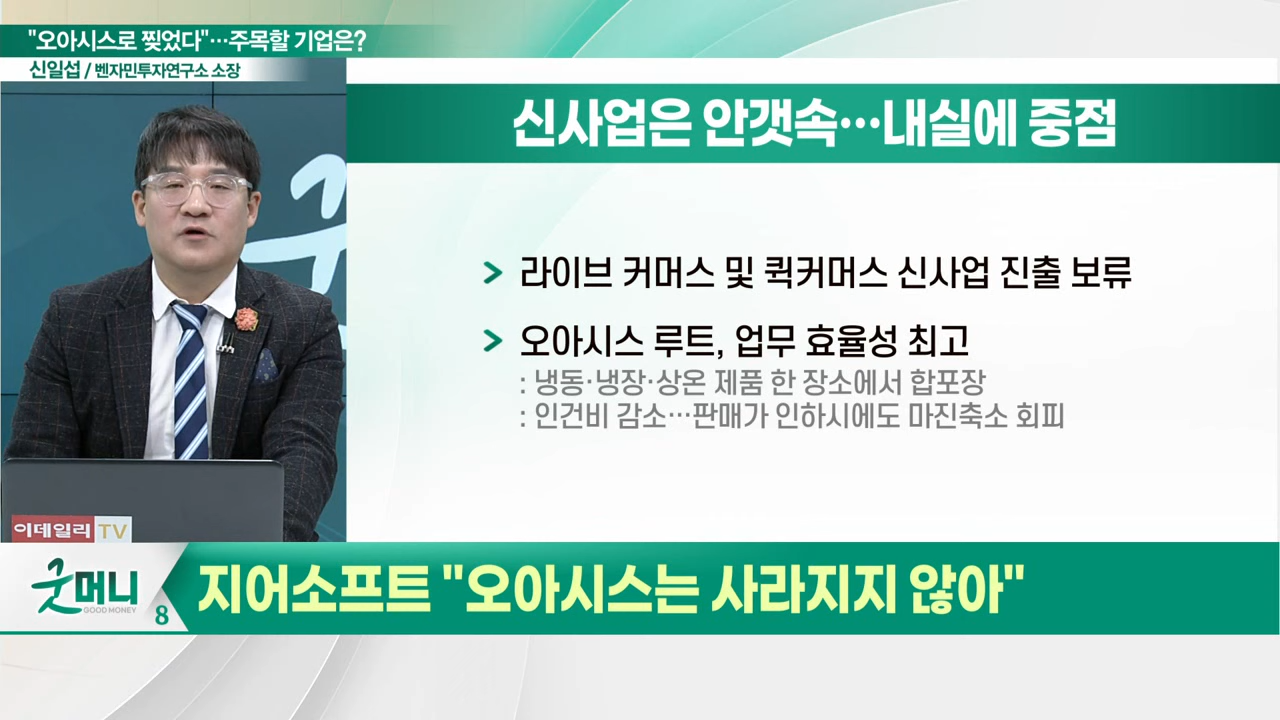 "오아시스로 찢었다"…주목할 기업은?
신일섭 / 벤자민투자연구소 소장
신사업은 안갯속…내실에 중점
> 라이브 커머스 및 퀵커머스 신사업 진출 보류
> 오아시스 루트, 업무 효율성 최고
: 냉동·냉장·상온 제품 한 장소에서 합포장
: 인건비 감소…판매가 인하시에도 마진축소 회피
이데일리 TV
굿머니
GOOD MONEY
8
지어소프트 "오아시스는 사라지지 않아"